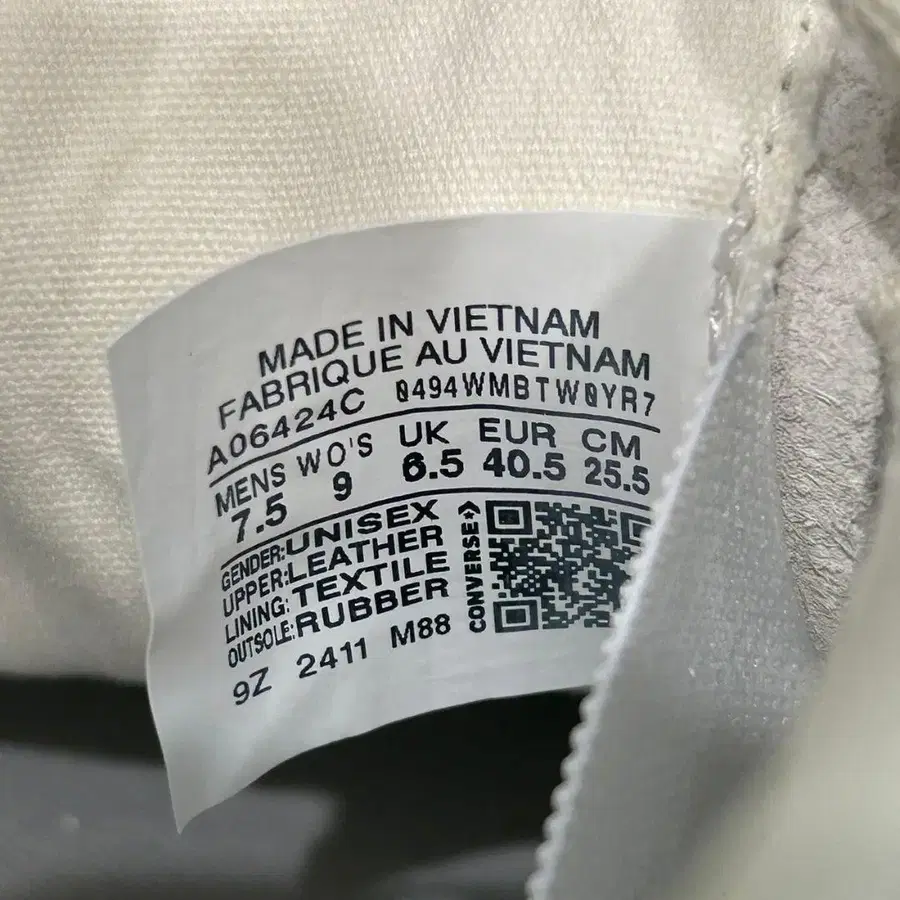 MADE IN VIETNAM
FABRIQUE AU VIETNAM
A06424C 0494WMBTW0YR7
MENS WO'S UK EUR CM
7.5 9 6.5 40.5 25.5
GENDER:UNISEX
UPPER:LEATHER
LINING:TEXTILE
OUTSOLE:RUBBER
CONVERSE
9Z 2411 M88